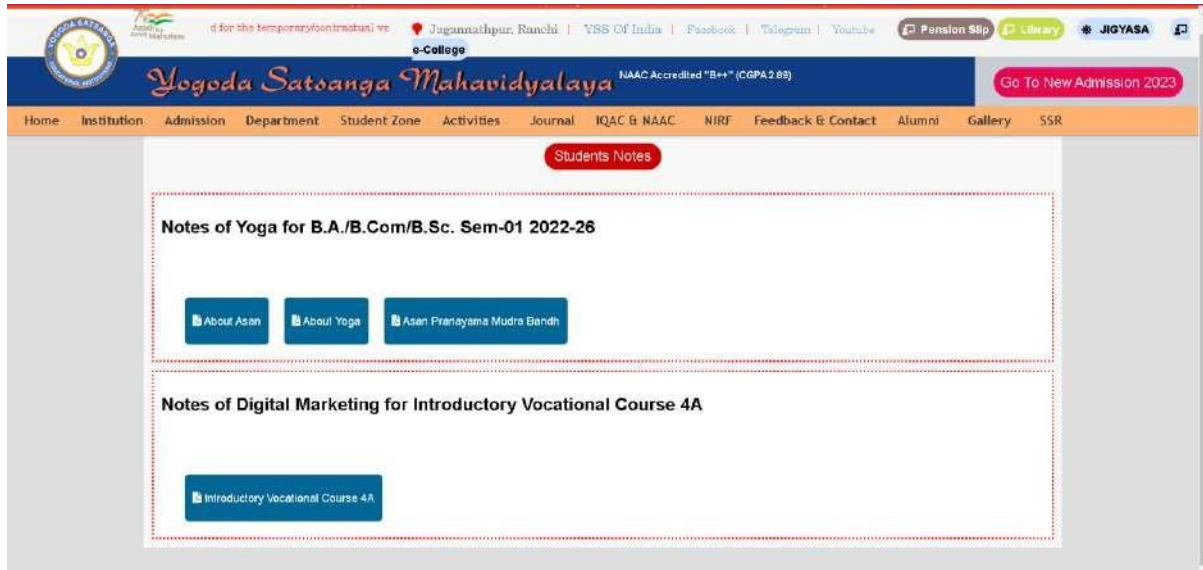 d for the temporary/contractual ve
Jagannathpur, Ranchi | YSS Of India | Facebook | Telegram | Youtube
Pension Slip
Library
JIGYASA
e-College
Yogoda Satsanga Mahavidyalaya
NAAC Accredited "B++" (CGPA 2.89)
Go To New Admission 2023
Home Institution Admission Department Student Zone Activities Journal IQAC & NAAC NIRF Feedback & Contact Alumni Gallery SSR
Students Notes
Notes of Yoga for B.A./B.Com/B.Sc. Sem-01 2022-26
About Asan About Yoga Asan Pranayama Mudra Bandh
Notes of Digital Marketing for Introductory Vocational Course 4A
Introductory Vocational Course 4A